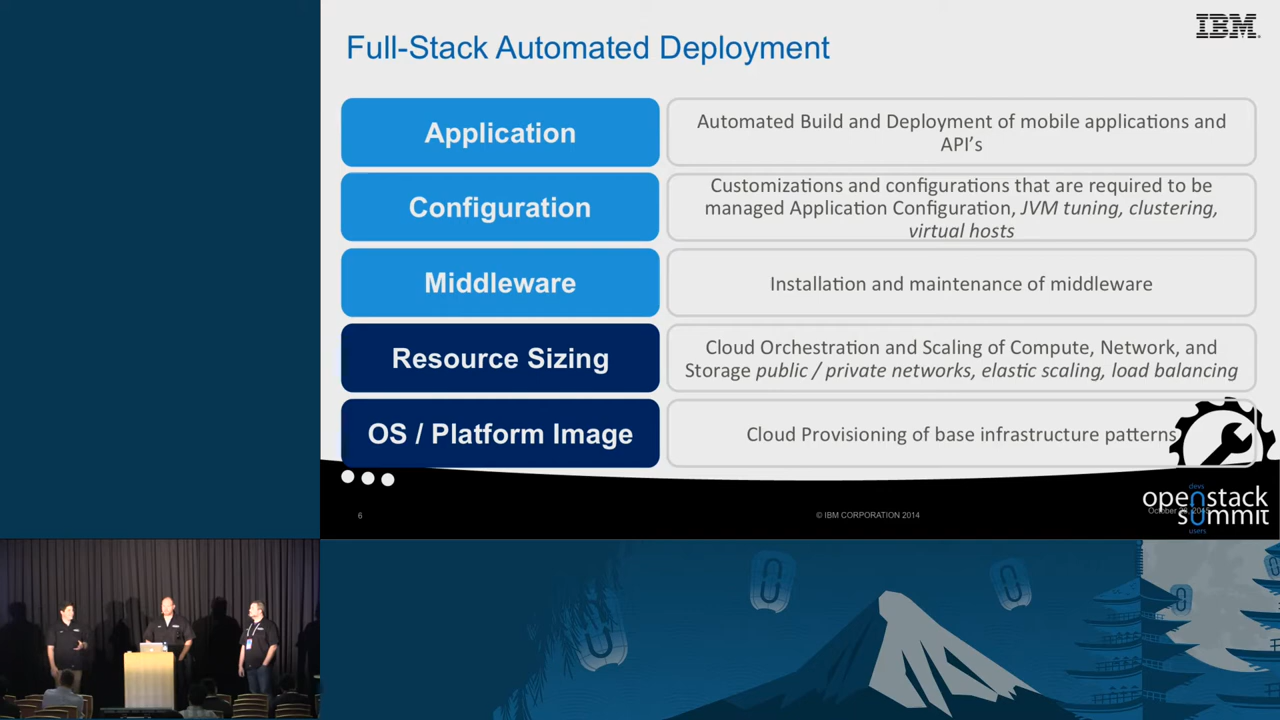 IBM
Full-Stack Automated Deployment
Application
Automated Build and Deployment of mobile applications and
API's
Configuration
Customizations and configurations that are required to be
managed Application Configuration, JVM tuning, clustering,
virtual hosts
Middleware
Installation and maintenance of middleware
Resource Sizing
Cloud Orchestration and Scaling of Compute, Network, and
Storage public / private networks, elastic scaling, load balancing
OS / Platform Image
Cloud Provisioning of base infrastructure patterns
6
© IBM CORPORATION 2014
devs
openstack
summit
users